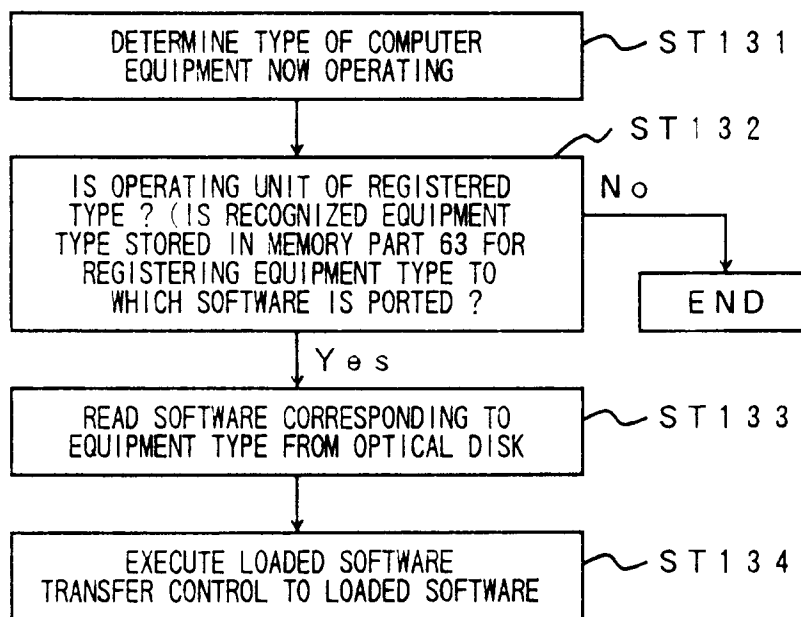 DETERMINE TYPE OF COMPUTER
EQUIPMENT NOW OPERATING
ST131
ST132
IS OPERATING UNIT OF REGISTERED
TYPE ? (IS RECOGNIZED EQUIPMENT
TYPE STORED IN MEMORY PART 63 FOR
REGISTERING EQUIPMENT TYPE TO
WHICH SOFTWARE IS PORTED ?
No
END
Yes
READ SOFTWARE CORRESPONDING TO
EQUIPMENT TYPE FROM OPTICAL DISK
ST133
EXECUTE LOADED SOFTWARE
TRANSFER CONTROL TO LOADED SOFTWARE
ST134